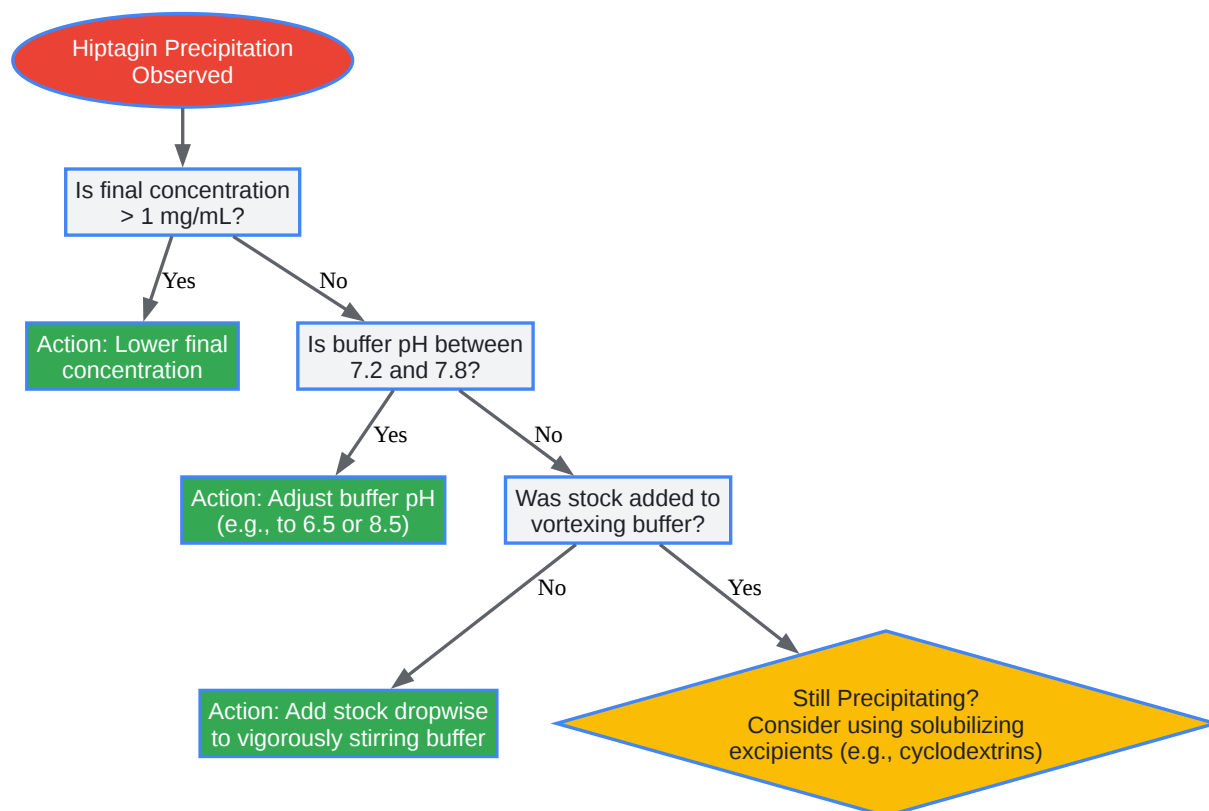 Hiptagin Precipitation
Observed
Is final concentration
> 1 mg/mL?
Yes
No
Action: Lower final
concentration
Is buffer pH between
7.2 and 7.8?
Yes
No
Action: Adjust buffer pH
(e.g., to 6.5 or 8.5)
Was stock added to
vortexing buffer?
No
Yes
Action: Add stock dropwise
to vigorously stirring buffer
Still Precipitating?
Consider using solubilizing
excipients (e.g., cyclodextrins)